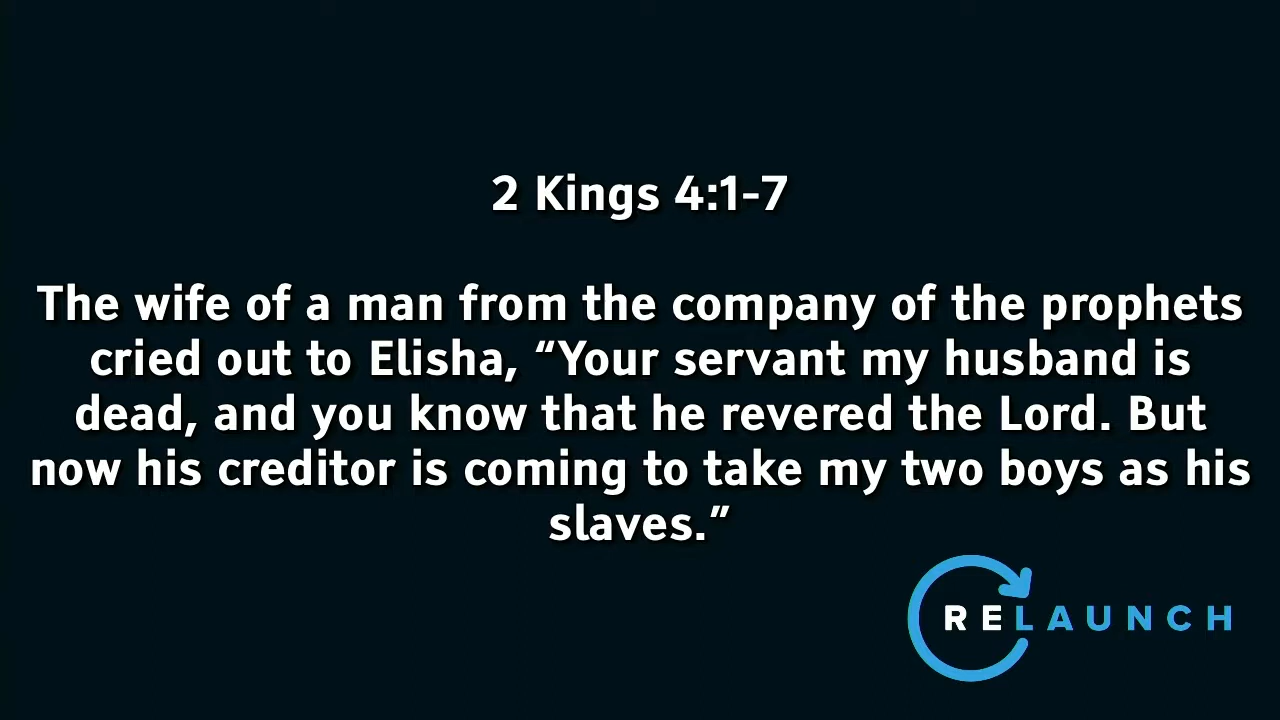 2 Kings 4:1-7
The wife of a man from the company of the prophets
cried out to Elisha, “Your servant my husband is
dead, and you know that he revered the Lord. But
now his creditor is coming to take my two boys as his
slaves.”
RELAUNCH